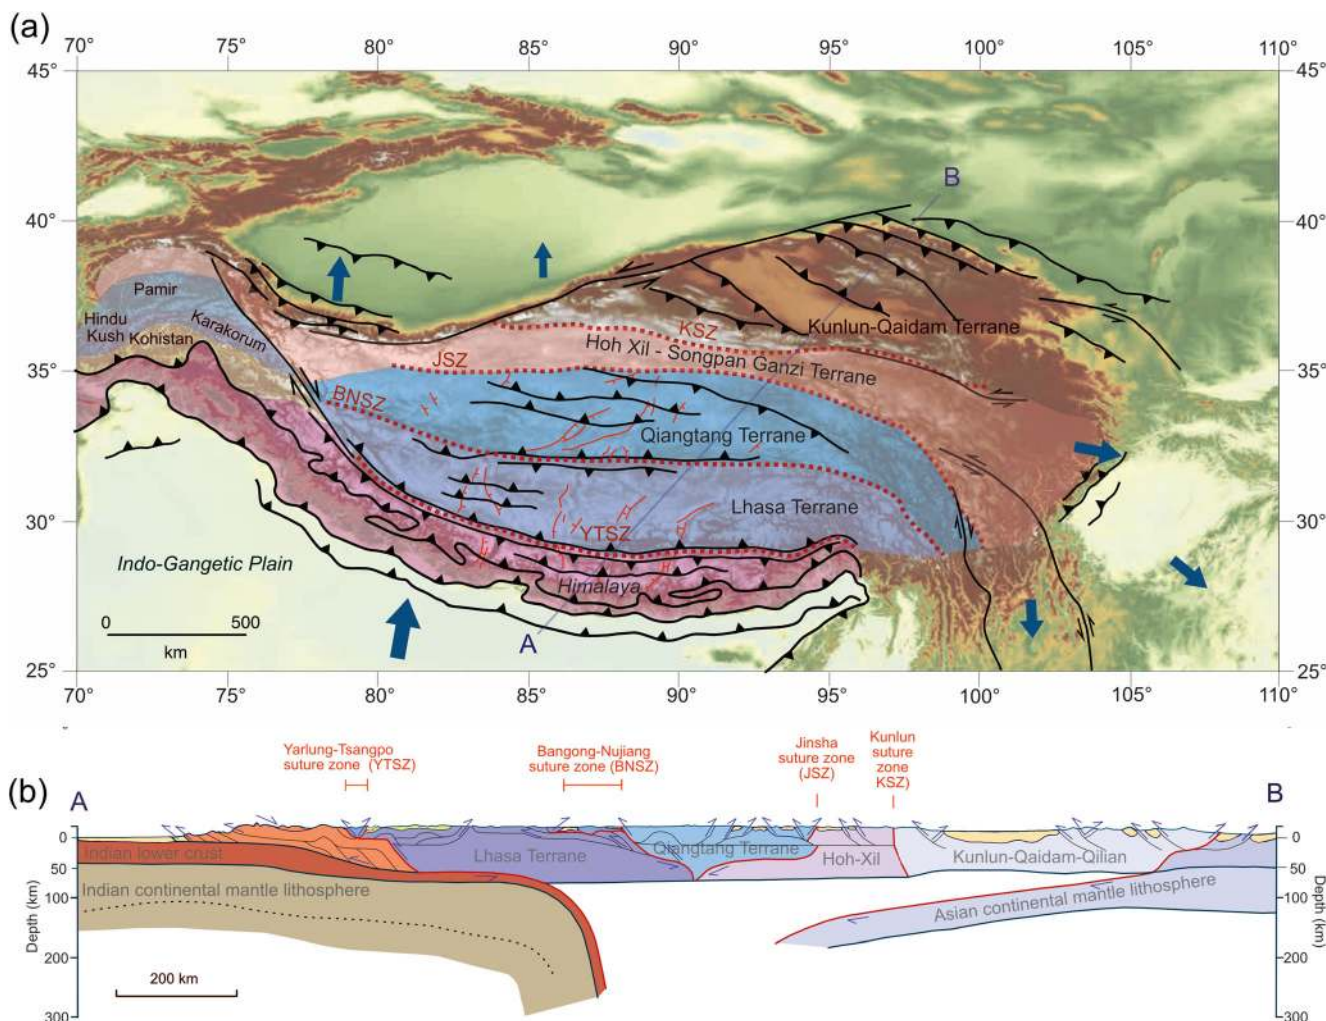 (a)
70° 75° 80° 85° 90° 95° 100° 105° 110°
45° 45°
B
40° 40°
Pamir
Hindu
Kush Kohistan
Karakorum
KSZ
Kunlun-Qaidam Terrane
JSZ
Hoh Xil - Songpan Ganzi Terrane
35° 35°
BNSZ
Qiangtang Terrane
Lhasa Terrane
30° 30°
YTSZ
Indo-Gangetic Plain
Himalaya
0 500
km
A
25° 25°
70° 75° 80° 85° 90° 95° 100° 105° 110°
Yarlung-Tsangpo
suture zone (YTSZ)
Bangong-Nujiang
suture zone (BNSZ)
Jinsha
suture zone
(JSZ)
Kunlun
suture
zone
KSZ)
(b)
A B
0 0
Indian lower crust
Lhasa Terrane
Qiangtang Terrane
Hoh-Xil
Kunlun-Qaidam-Qilian
50 50
Indian continental mantle lithosphere
Asian continental mantle lithosphere
100 100
Depth (km)
Depth (km)
200 200
200 km
300 300